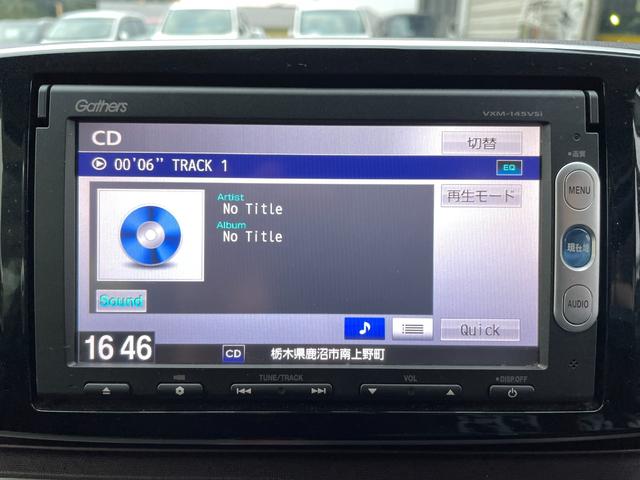 Gathers
VXM-145VSi
CD
切替
00'06" TRACK 1
EQ
Artist
No Title
Album
No Title
再生モード
Sound
Quick
16 46
CD
栃木県鹿沼市南上野町
画質
MENU
現在地
AUDIO
TUNE/TRACK
VOL
DISP.OFF